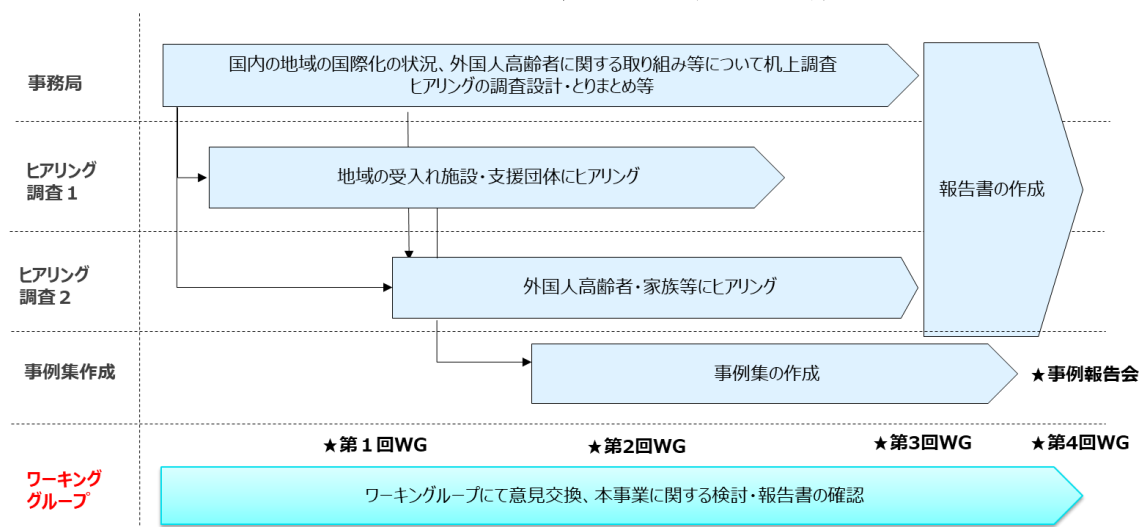 事務局
国内の地域の国際化の状況、外国人高齢者に関する取り組み等について机上調査
ヒアリングの調査設計・とりまとめ等
ヒアリング
調査１
地域の受入れ施設・支援団体にヒアリング
報告書の作成
ヒアリング
調査２
外国人高齢者・家族等にヒアリング
事例集作成
事例集の作成
★事例報告会
★第１回WG
★第2回WG
★第3回WG
★第4回WG
ワーキング
グループ
ワーキングループにて意見交換、本事業に関する検討・報告書の確認